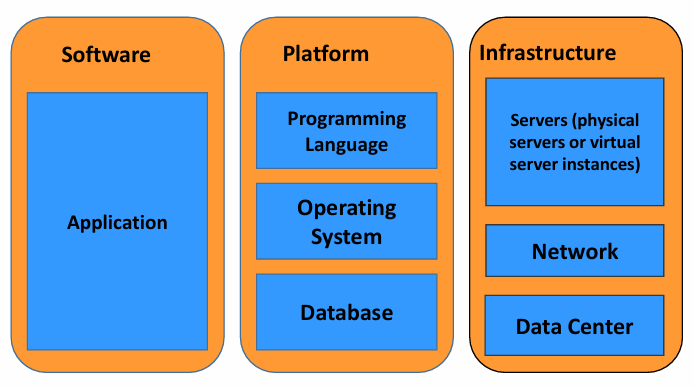 Software
Application
Platform
Programming
Language
Operating
System
Database
Infrastructure
Servers (physical
servers or virtual
server instances)
Network
Data Center